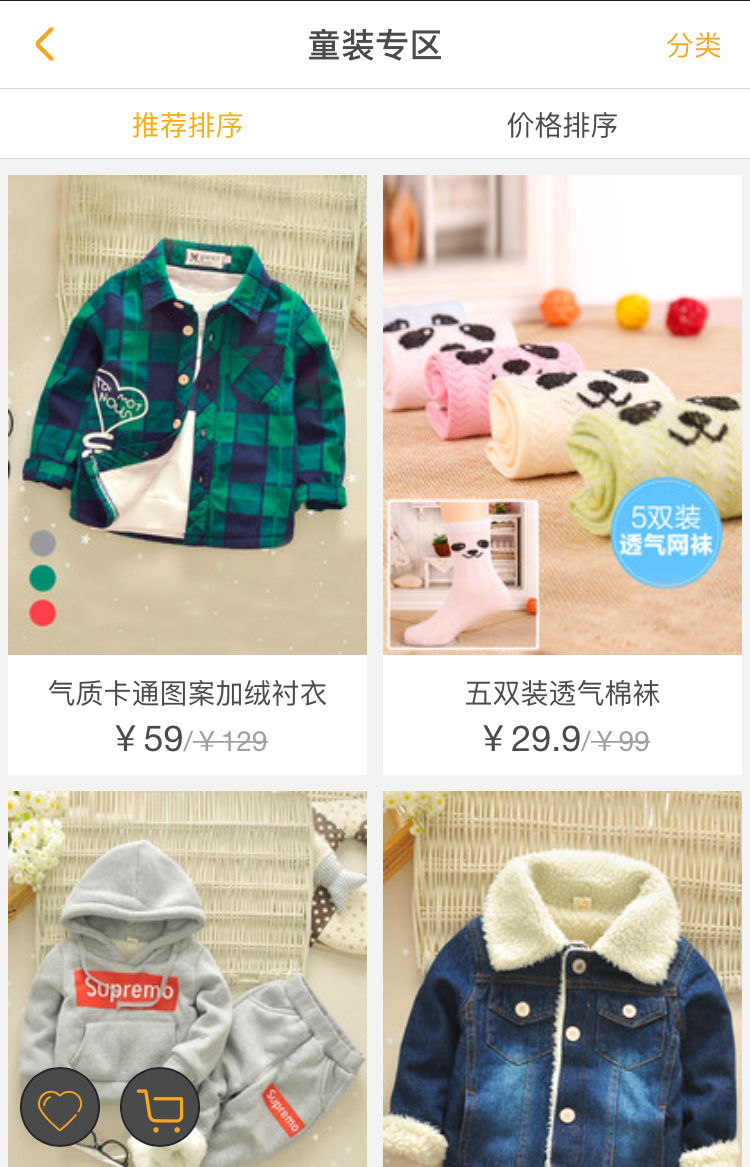 童装专区
分类
推荐排序
价格排序
5双装
透气网袜
气质卡通图案加绒衬衣
¥59/¥129
五双装透气棉袜
¥29.9/¥99
Supremo
Supremo